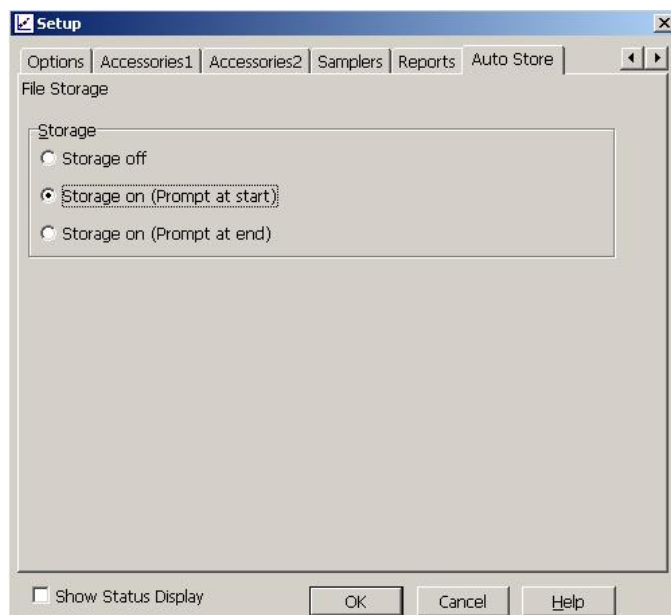 Setup
Options Accessories1 Accessories2 Samplers Reports Auto Store
File Storage
Storage
Storage off
Storage on (Prompt at start)
Storage on (Prompt at end)
Show Status Display OK Cancel Help